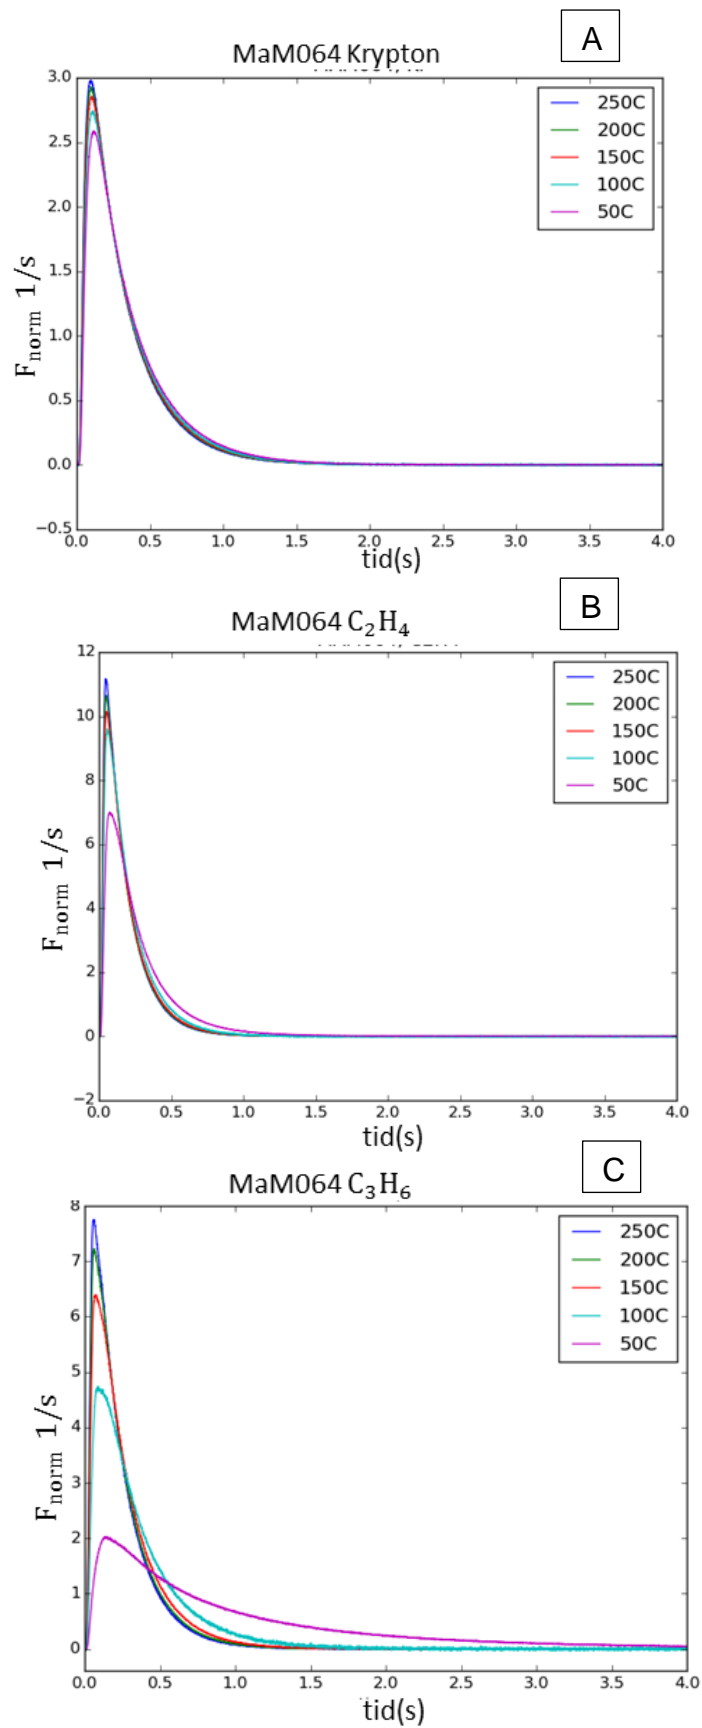 A
MaM064 Krypton
3.0
2.5
2.0
1.5
1.0
0.5
0.0
−0.5
F_norm 1/s
250C
200C
150C
100C
50C
0.0 0.5 1.0 1.5 2.0 2.5 3.0 3.5 4.0
tid(s)
B
MaM064 C₂H₄
12
10
8
6
4
2
0
−2
F_norm 1/s
250C
200C
150C
100C
50C
0.0 0.5 1.0 1.5 2.0 2.5 3.0 3.5 4.0
tid(s)
C
MaM064 C₃H₆
8
7
6
5
4
3
2
1
0
F_norm 1/s
250C
200C
150C
100C
50C
0.0 0.5 1.0 1.5 2.0 2.5 3.0 3.5 4.0
tid(s)